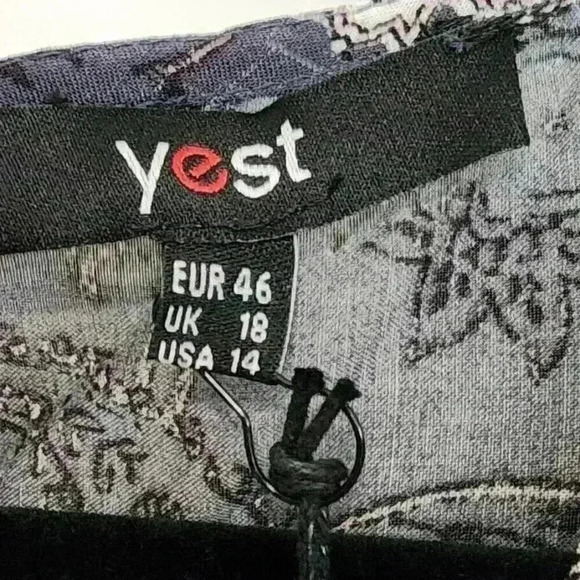 yest
EUR 46
UK 18
USA 14